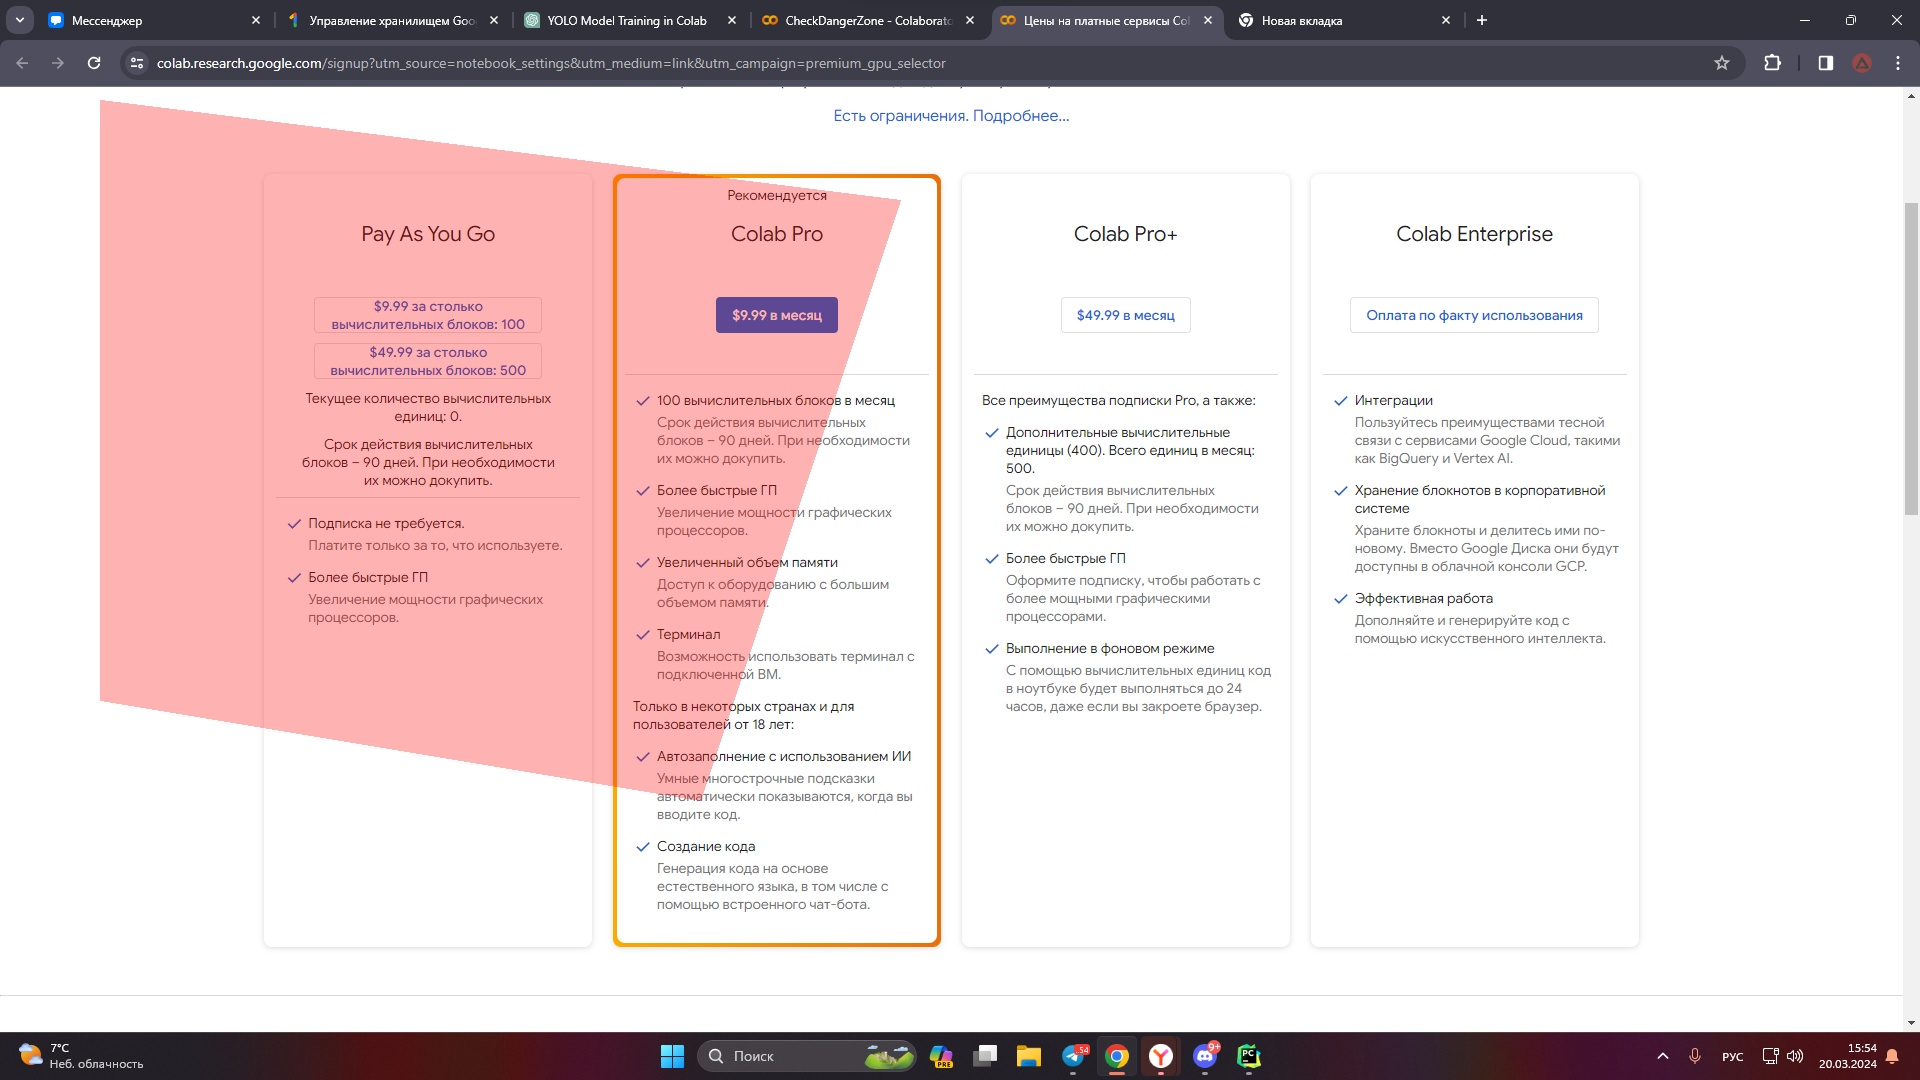 Мессенджер
Управление хранилищем Goo
YOLO Model Training in Colab
CheckDangerZone - Colaborato
Цены на платные сервисы Col
Новая вкладка
colab.research.google.com/signup?utm_source=notebook_settings&utm_medium=link&utm_campaign=premium_gpu_selector
Есть ограничения. Подробнее...
Pay As You Go
$9.99 за столько
вычислительных блоков: 100
$49.99 за столько
вычислительных блоков: 500
Текущее количество вычислительных
единиц: 0.
Срок действия вычислительных
блоков – 90 дней. При необходимости
их можно докупить.
Подписка не требуется.
Платите только за то, что используете.
Более быстрые ГП
Увеличение мощности графических
процессоров.
Рекомендуется
Colab Pro
$9.99 в месяц
100 вычислительных блоков в месяц
Срок действия вычислительных
блоков – 90 дней. При необходимости
их можно докупить.
Более быстрые ГП
Увеличение мощности графических
процессоров.
Увеличенный объем памяти
Доступ к оборудованию с большим
объемом памяти.
Терминал
Возможность использовать терминал с
подключенной ВМ.
Только в некоторых странах и для
пользователей от 18 лет:
Автозаполнение с использованием ИИ
Умные многострочные подсказки
автоматически показываются, когда вы
вводите код.
Создание кода
Генерация кода на основе
естественного языка, в том числе с
помощью встроенного чат-бота.
Colab Pro+
$49.99 в месяц
Все преимущества подписки Pro, а также:
Дополнительные вычислительные
единицы (400). Всего единиц в месяц:
500.
Срок действия вычислительных
блоков – 90 дней. При необходимости
их можно докупить.
Более быстрые ГП
Оформите подписку, чтобы работать с
более мощными графическими
процессорами.
Выполнение в фоновом режиме
С помощью вычислительных единиц код
в ноутбуке будет выполняться до 24
часов, даже если вы закроете браузер.
Colab Enterprise
Оплата по факту использования
Интеграции
Пользуйтесь преимуществами тесной
связи с сервисами Google Cloud, такими
как BigQuery и Vertex AI.
Хранение блокнотов в корпоративной
системе
Храните блокноты и делитесь ими по-
новому. Вместо Google Диска они будут
доступны в облачной консоли GCP.
Эффективная работа
Дополняйте и генерируйте код с
помощью искусственного интеллекта.
7°C
Неб. облачность
Поиск
PRE
54
9+
PC
РУС
15:54
20.03.2024